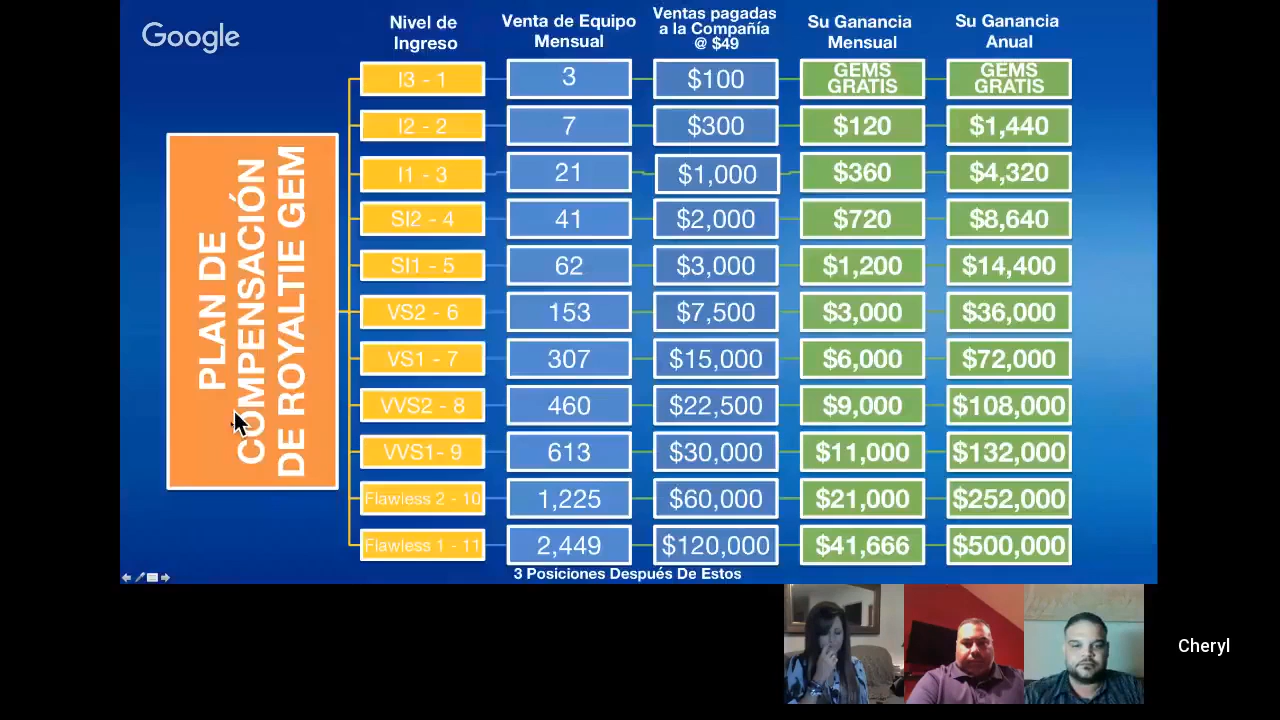 Google
Nivel de
Ingreso
Venta de Equipo
Mensual
Ventas pagadas
a la Compañía
@ $49
Su Ganancia
Mensual
Su Ganancia
Anual
PLAN DE
COMPENSACIÓN
DE ROYALTIE GEM
I3 - 1 3 $100 GEMS GRATIS GEMS GRATIS
I2 - 2 7 $300 $120 $1,440
I1 - 3 21 $1,000 $360 $4,320
SI2 - 4 41 $2,000 $720 $8,640
SI1 - 5 62 $3,000 $1,200 $14,400
VS2 - 6 153 $7,500 $3,000 $36,000
VS1 - 7 307 $15,000 $6,000 $72,000
VVS2 - 8 460 $22,500 $9,000 $108,000
VVS1- 9 613 $30,000 $11,000 $132,000
Flawless 2 - 10 1,225 $60,000 $21,000 $252,000
Flawless 1 - 11 2,449 $120,000 $41,666 $500,000
3 Posiciones Después De Estos
Cheryl